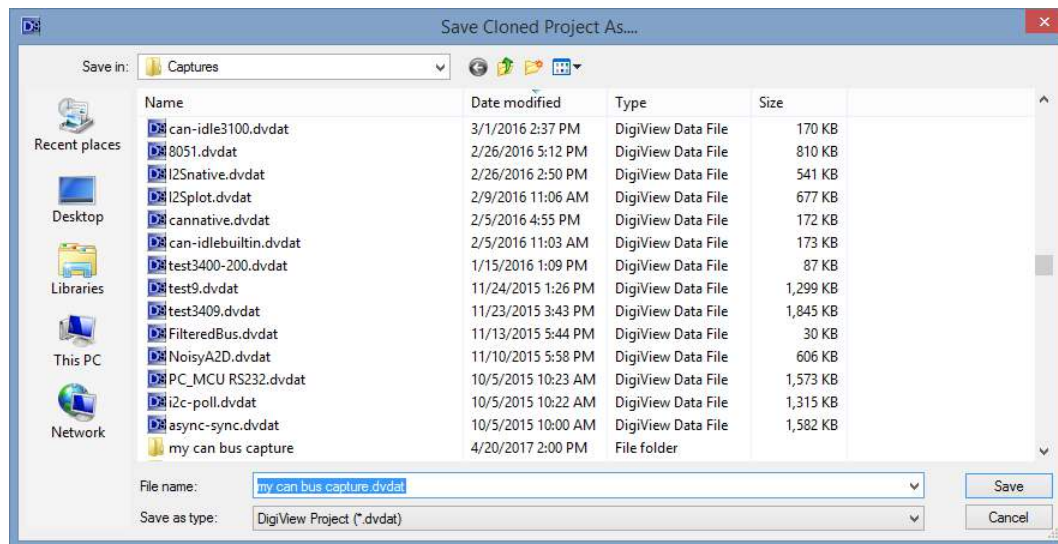 Save Cloned Project As....
Save in: Captures
Name Date modified Type Size
can-idle3100.dvdat 3/1/2016 2:37 PM DigiView Data File 170 KB
8051.dvdat 2/26/2016 5:12 PM DigiView Data File 810 KB
I2Snative.dvdat 2/26/2016 2:50 PM DigiView Data File 541 KB
I2Splot.dvdat 2/9/2016 11:06 AM DigiView Data File 677 KB
cannative.dvdat 2/5/2016 4:55 PM DigiView Data File 172 KB
can-idlebuiltin.dvdat 2/5/2016 11:03 AM DigiView Data File 173 KB
test3400-200.dvdat 1/15/2016 1:09 PM DigiView Data File 87 KB
test9.dvdat 11/24/2015 1:26 PM DigiView Data File 1,299 KB
test3409.dvdat 11/23/2015 3:43 PM DigiView Data File 1,845 KB
FilteredBus.dvdat 11/13/2015 5:44 PM DigiView Data File 30 KB
NoisyA2D.dvdat 11/10/2015 5:58 PM DigiView Data File 606 KB
PC_MCU RS232.dvdat 10/5/2015 10:23 AM DigiView Data File 1,573 KB
i2c-poll.dvdat 10/5/2015 10:22 AM DigiView Data File 1,315 KB
async-sync.dvdat 10/5/2015 10:00 AM DigiView Data File 1,582 KB
my can bus capture 4/20/2017 2:00 PM File folder
Recent places
Desktop
Libraries
This PC
Network
File name: my can bus capture.dvdat Save
Save as type: DigiView Project (*.dvdat) Cancel